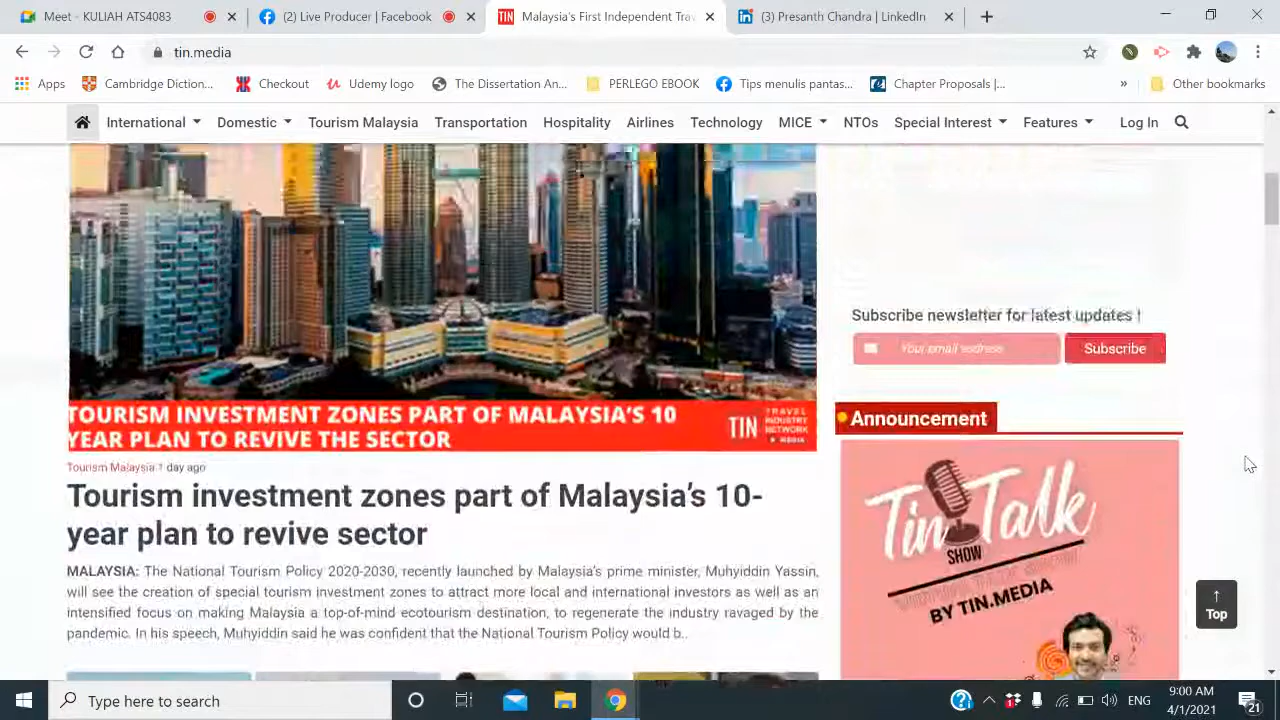 Meet - KULIAH ATS4083
(2) Live Producer | Facebook
TIN
Malaysia's First Independent Tra
(3) Presanth Chandra | LinkedIn
tin.media
Apps
Cambridge Diction...
Checkout
Udemy logo
The Dissertation An...
PERLEGO EBOOK
Tips menulis pantas...
Chapter Proposals |...
»
Other bookmarks
International
Domestic
Tourism Malaysia
Transportation
Hospitality
Airlines
Technology
MICE
NTOs
Special Interest
Features
Log In
Subscribe newsletter for latest updates !
Your email address
Subscribe
TOURISM INVESTMENT ZONES PART OF MALAYSIA'S 10
YEAR PLAN TO REVIVE THE SECTOR
TIN
TRAVEL
INDUSTRY
NETWORK
Announcement
Tourism Malaysia 1 day ago
Tourism investment zones part of Malaysia's 10-
year plan to revive sector
MALAYSIA: The National Tourism Policy 2020-2030, recently launched by Malaysia's prime minister, Muhyiddin Yassin,
will see the creation of special tourism investment zones to attract more local and international investors as well as an
intensified focus on making Malaysia a top-of-mind ecotourism destination, to regenerate the industry ravaged by the
pandemic. In his speech, Muhyiddin said he was confident that the National Tourism Policy would b..
Tin Talk
SHOW
BY TIN.MEDIA
↑
Top
Type here to search
ENG
9:00 AM
4/1/2021
21